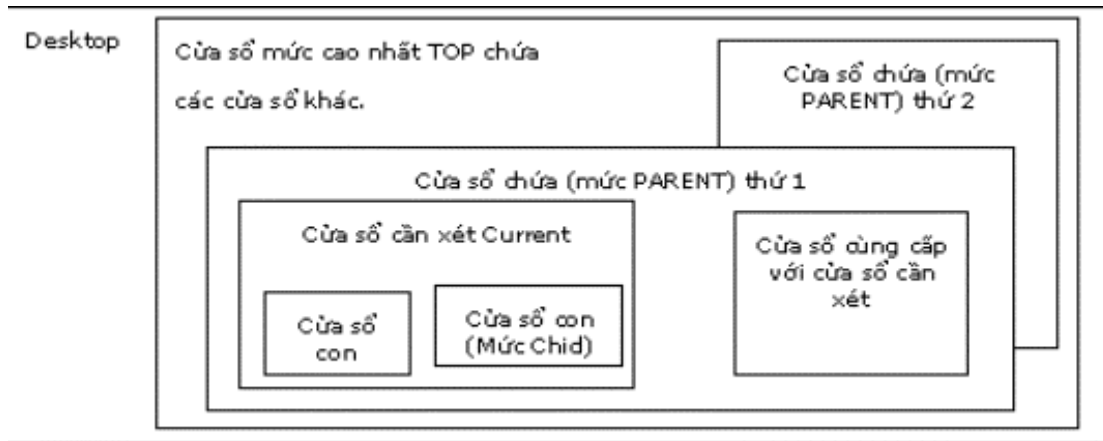 Desktop
Cửa sổ mức cao nhất TOP chứa
các cửa sổ khác.
Cửa sổ chứa (mức
PARENT) thứ 2
Cửa sổ chứa (mức PARENT) thứ 1
Cửa sổ cần xét Current
Cửa sổ cùng cấp
với cửa sổ cần
xét
Cửa sổ
con
Cửa sổ con
(Mức Chid)